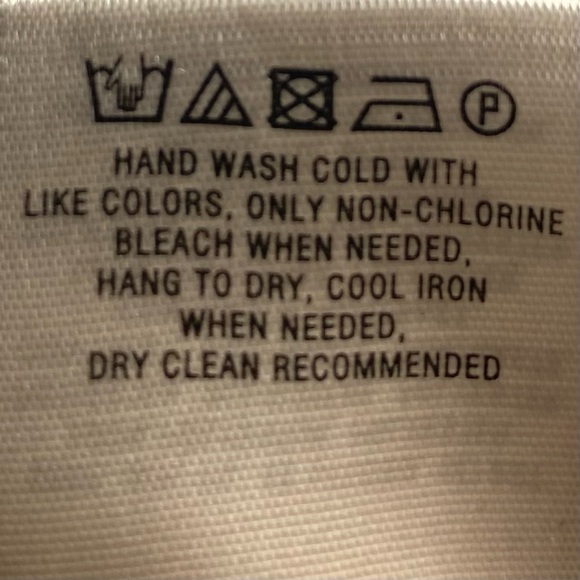 P
HAND WASH COLD WITH
LIKE COLORS, ONLY NON-CHLORINE
BLEACH WHEN NEEDED,
HANG TO DRY, COOL IRON
WHEN NEEDED,
DRY CLEAN RECOMMENDED